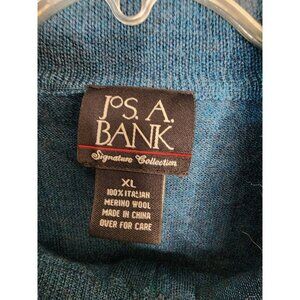 JOS. A.
BANK
Signature Collection
XL
100% ITALIAN
MERINO WOOL
MADE IN CHINA
OVER FOR CARE